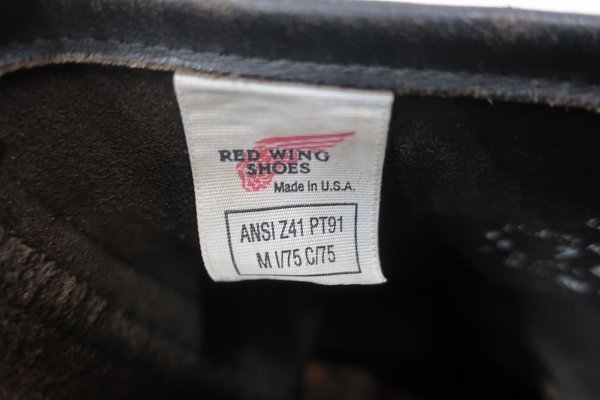 RED WING
SHOES
Made in U.S.A.
ANSI Z41 PT91
M I/75 C/75